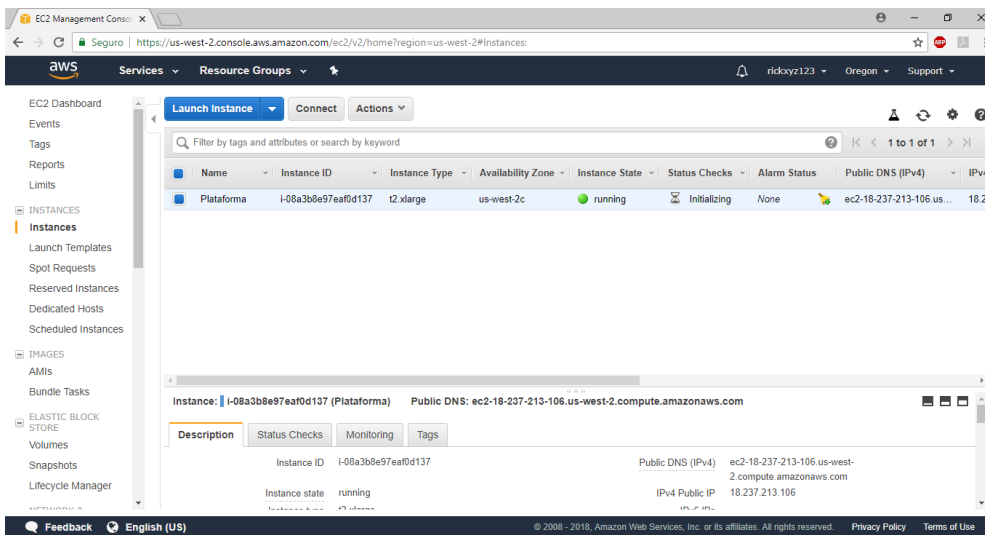 EC2 Management Consol
Seguro | https://us-west-2.console.aws.amazon.com/ec2/v2/home?region=us-west-2#Instances:
ABP
aws Services Resource Groups rickxyz123 Oregon Support
EC2 Dashboard
Events
Tags
Reports
Limits
INSTANCES
Instances
Launch Templates
Spot Requests
Reserved Instances
Dedicated Hosts
Scheduled Instances
IMAGES
AMIs
Bundle Tasks
ELASTIC BLOCK
STORE
Volumes
Snapshots
Lifecycle Manager
Launch Instance Connect Actions
Filter by tags and attributes or search by keyword 1 to 1 of 1
Name Instance ID Instance Type Availability Zone Instance State Status Checks Alarm Status Public DNS (IPv4) IPv4
Plataforma i-08a3b8e97eaf0d137 t2.xlarge us-west-2c running Initializing None ec2-18-237-213-106.us... 18.2
Instance: i-08a3b8e97eaf0d137 (Plataforma) Public DNS: ec2-18-237-213-106.us-west-2.compute.amazonaws.com
Description Status Checks Monitoring Tags
Instance ID i-08a3b8e97eaf0d137
Public DNS (IPv4) ec2-18-237-213-106.us-west-
2.compute.amazonaws.com
Instance state running
IPv4 Public IP 18.237.213.106
Feedback English (US) © 2008 - 2018, Amazon Web Services, Inc. or its affiliates. All rights reserved. Privacy Policy Terms of Use